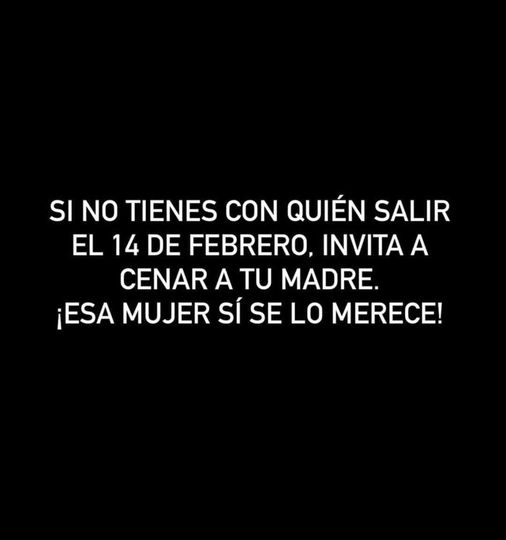 SI NO TIENES CON QUIÉN SALIR
EL 14 DE FEBRERO, INVITA A
CENAR A TU MADRE.
¡ESA MUJER SÍ SE LO MERECE!